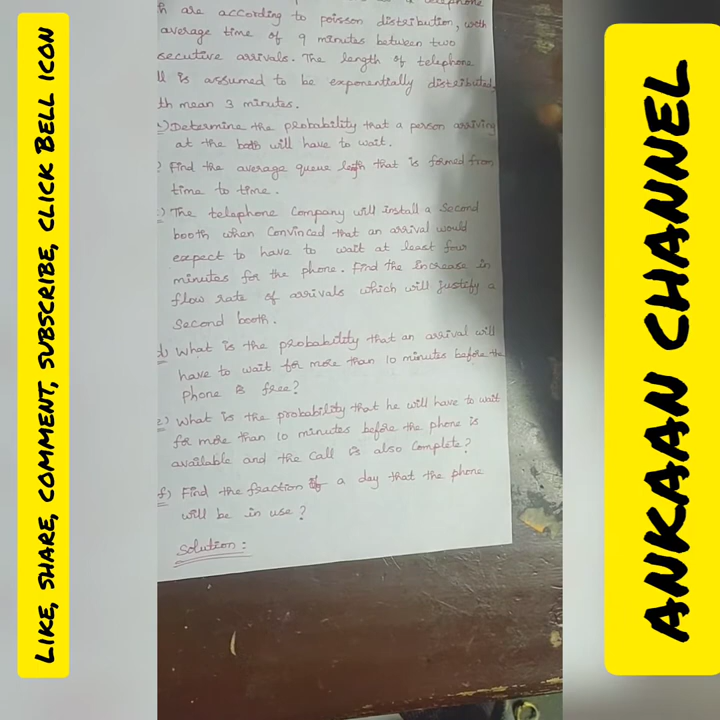 LIKE, SHARE, COMMENT, SUBSCRIBE, CLICK BELL ICON
telephone
are according to poisson distribution, with
average time of 9 minutes between two
secutive arrivals. The length of telephone
ll is assumed to be exponentially distributed,
th mean 3 minutes.
Determine the probability that a person arriving
at the both will have to wait.
? Find the average queue legth that is formed from
time to time.
c) The telephone Company will install a Second
booth when Convinced that an arrival would
expect to have to wait at least four
minutes for the phone. Find the increase in
flow rate of arrivals which will justify a
second booth.
d) What is the probability that an arrival will
have to wait for more than 10 minutes before the
phone is free?
e) What is the probability that he will have to wait
for more than 10 minutes before the phone is
available and the Call is also Complete?
f) Find the fraction of a day that the phone
will be in use?
Solution:
ANKAAN CHANNEL